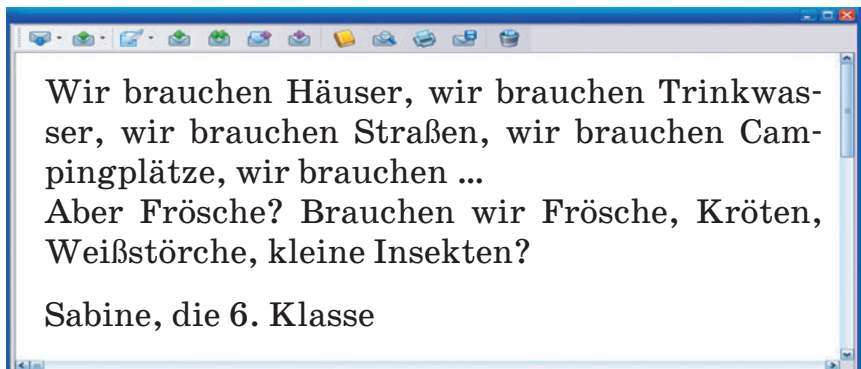 Wir brauchen Häuser, wir brauchen Trinkwas-
ser, wir brauchen Straßen, wir brauchen Cam-
pingplätze, wir brauchen ...
Aber Frösche? Brauchen wir Frösche, Kröten,
Weißstörche, kleine Insekten?
Sabine, die 6. Klasse